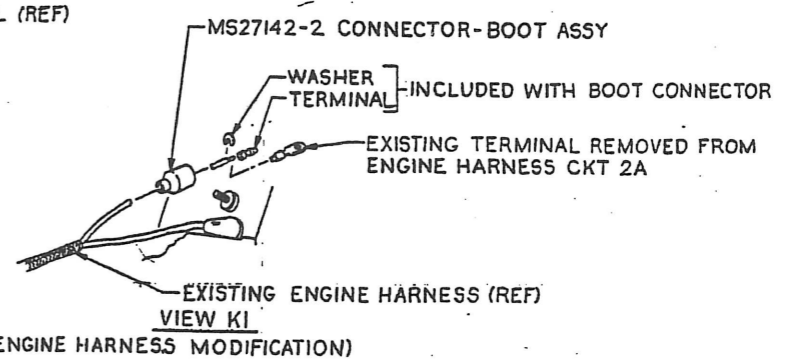 (REF)
MS27142-2 CONNECTOR-BOOT ASSY
WASHER
TERMINAL
INCLUDED WITH BOOT CONNECTOR
EXISTING TERMINAL REMOVED FROM
ENGINE HARNESS CKT 2A
EXISTING ENGINE HARNESS (REF)
VIEW K1
ENGINE HARNESS MODIFICATION)